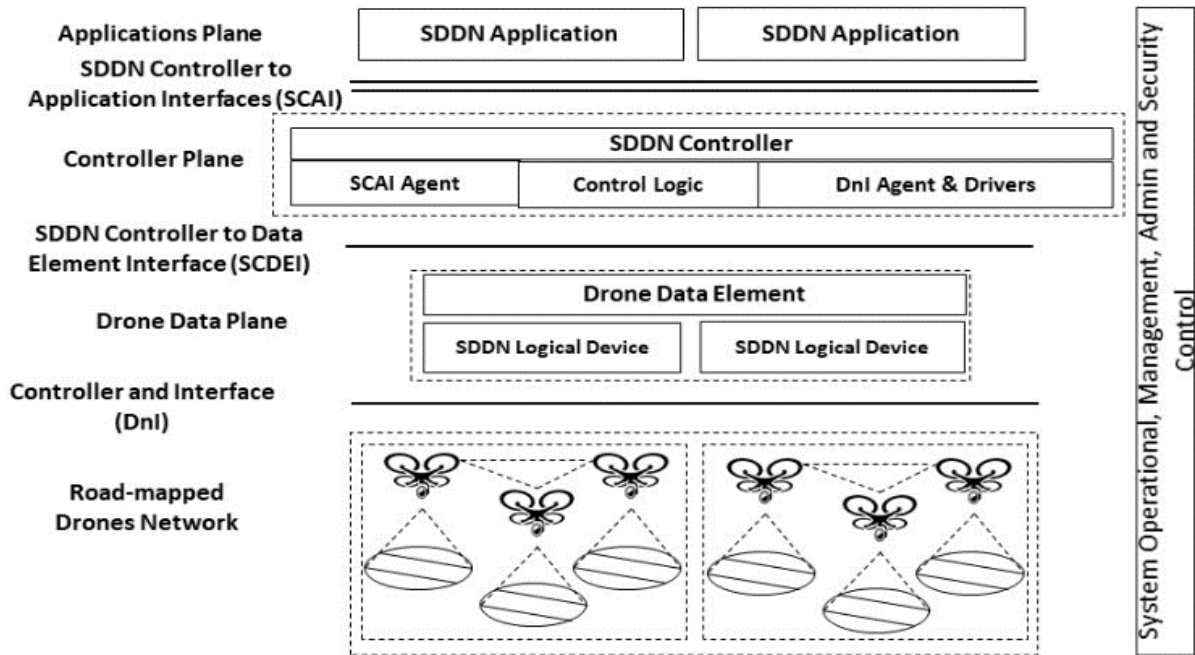 Applications Plane
SDDN Application
SDDN Application
SDDN Controller to
Application Interfaces (SCAI)
Controller Plane
SDDN Controller
SCAI Agent
Control Logic
DnI Agent & Drivers
SDDN Controller to Data
Element Interface (SCDEI)
Drone Data Plane
Drone Data Element
SDDN Logical Device
SDDN Logical Device
Controller and Interface
(DnI)
Road-mapped
Drones Network
System Operational, Management, Admin and Security
Control